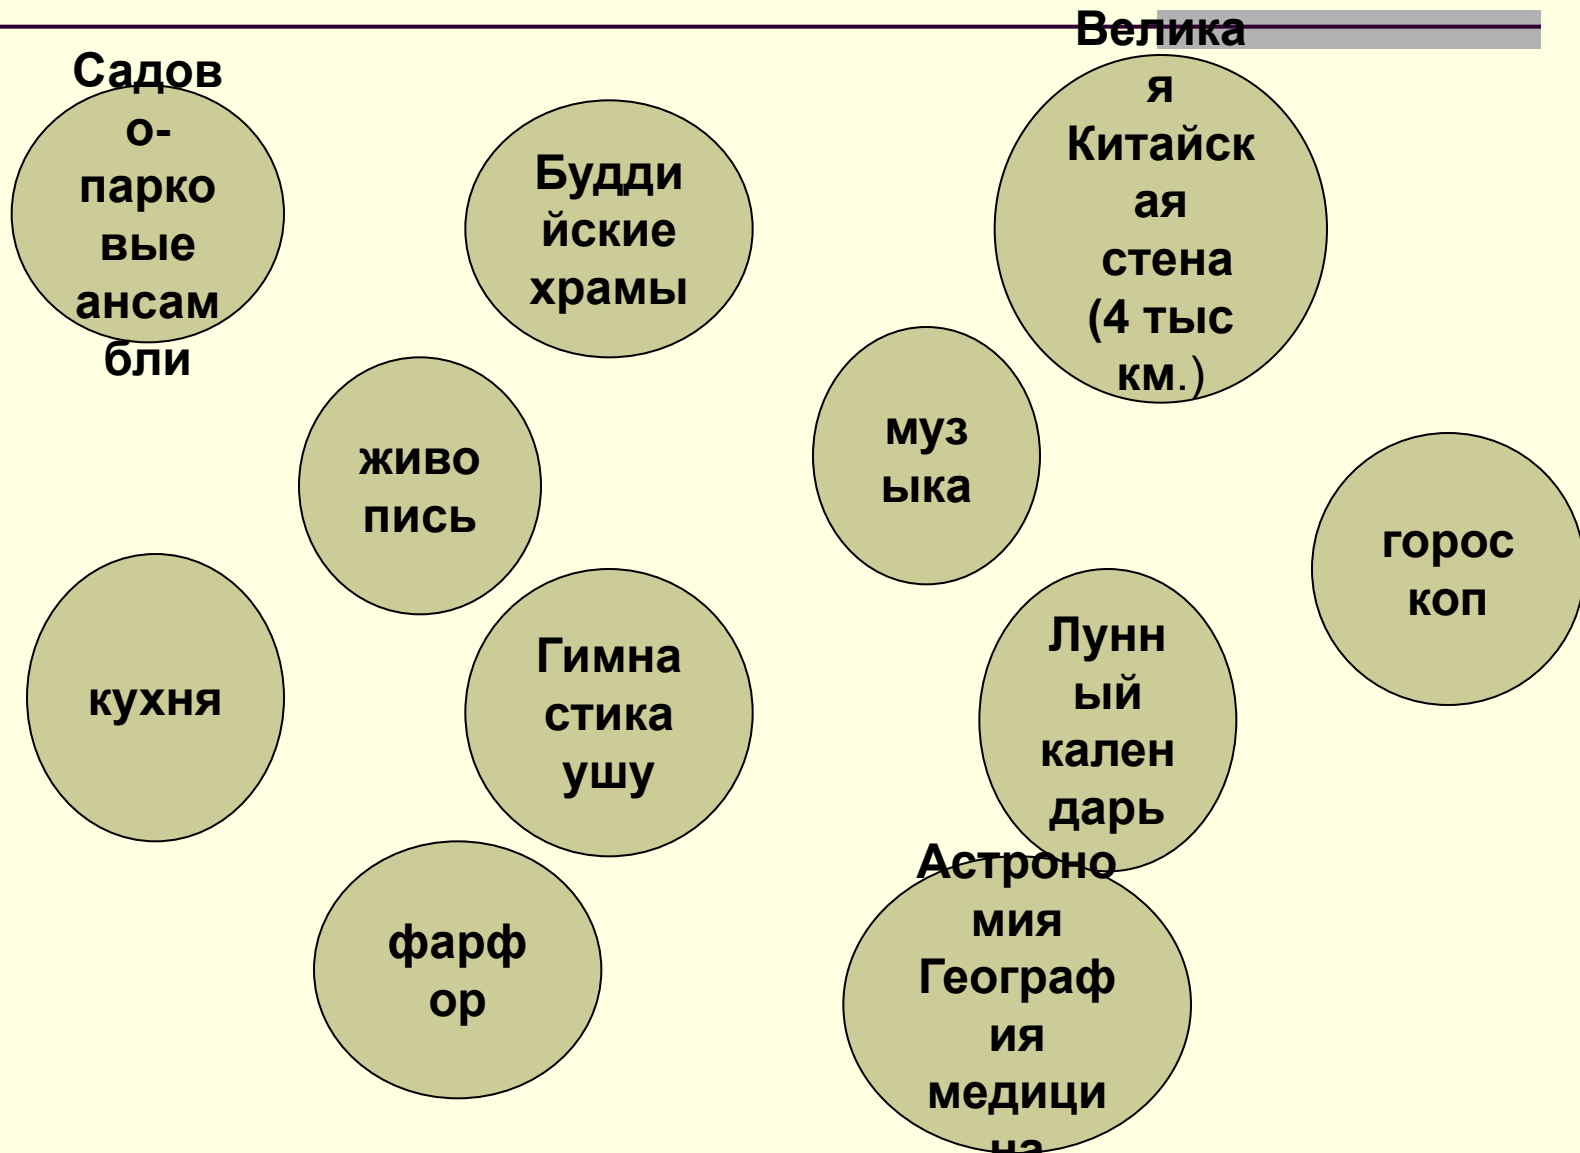 Садов
о-
парко
вые
ансам
бли
Будди
йские
храмы
Велика
я
Китайск
ая
стена
(4 тыс
км.)
живо
пись
муз
ыка
горос
коп
кухня
Гимна
стика
ушу
Лунн
ый
кален
дарь
фарф
ор
Астроно
мия
Географ
ия
медици
на